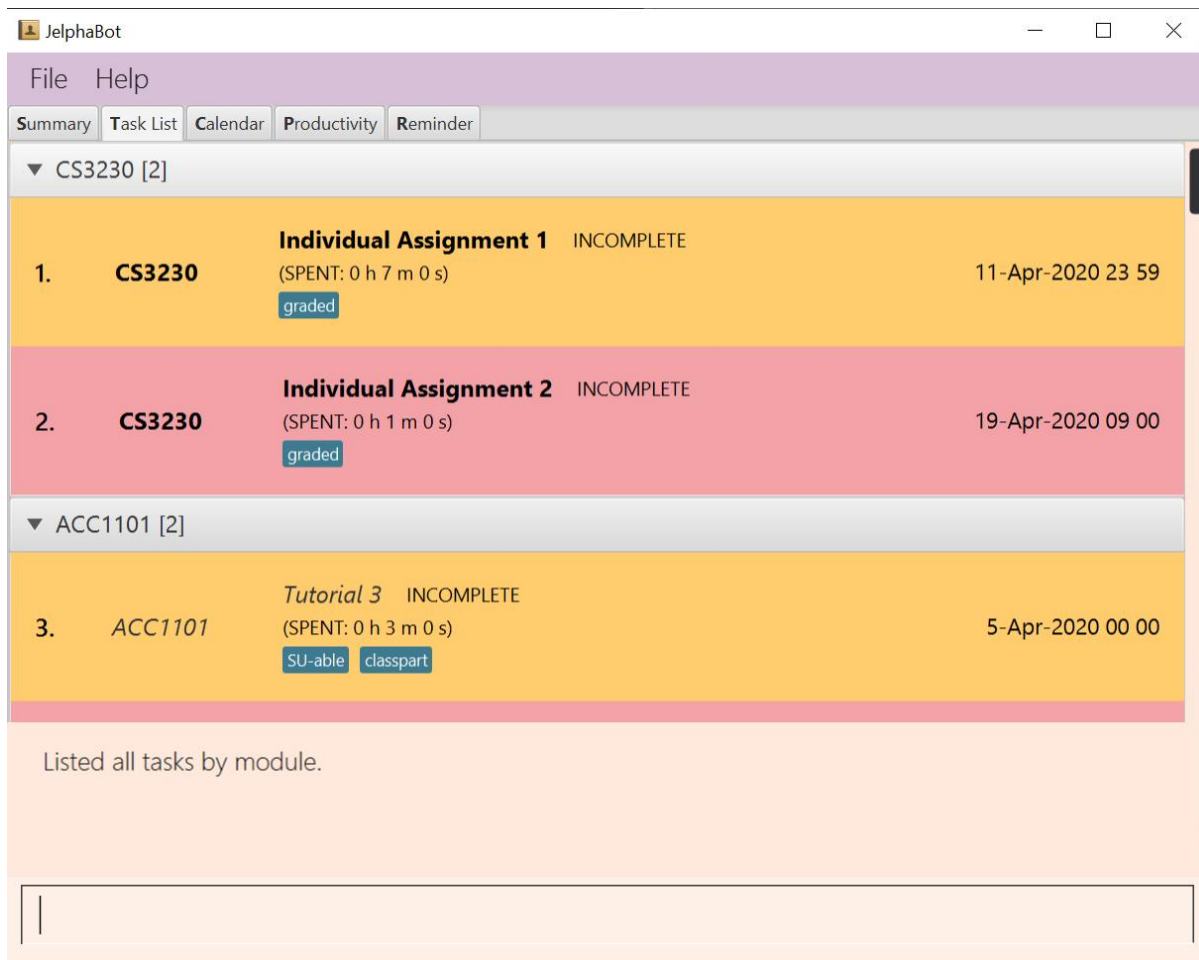 JelphaBot
File Help
Summary Task List Calendar Productivity Reminder
CS3230 [2]
Individual Assignment 1 INCOMPLETE
1. CS3230 (SPENT: 0 h 7 m 0 s) 11-Apr-2020 23 59
graded
Individual Assignment 2 INCOMPLETE
2. CS3230 (SPENT: 0 h 1 m 0 s) 19-Apr-2020 09 00
graded
ACC1101 [2]
Tutorial 3 INCOMPLETE
3. ACC1101 (SPENT: 0 h 3 m 0 s) 5-Apr-2020 00 00
SU-able classpart
Listed all tasks by module.